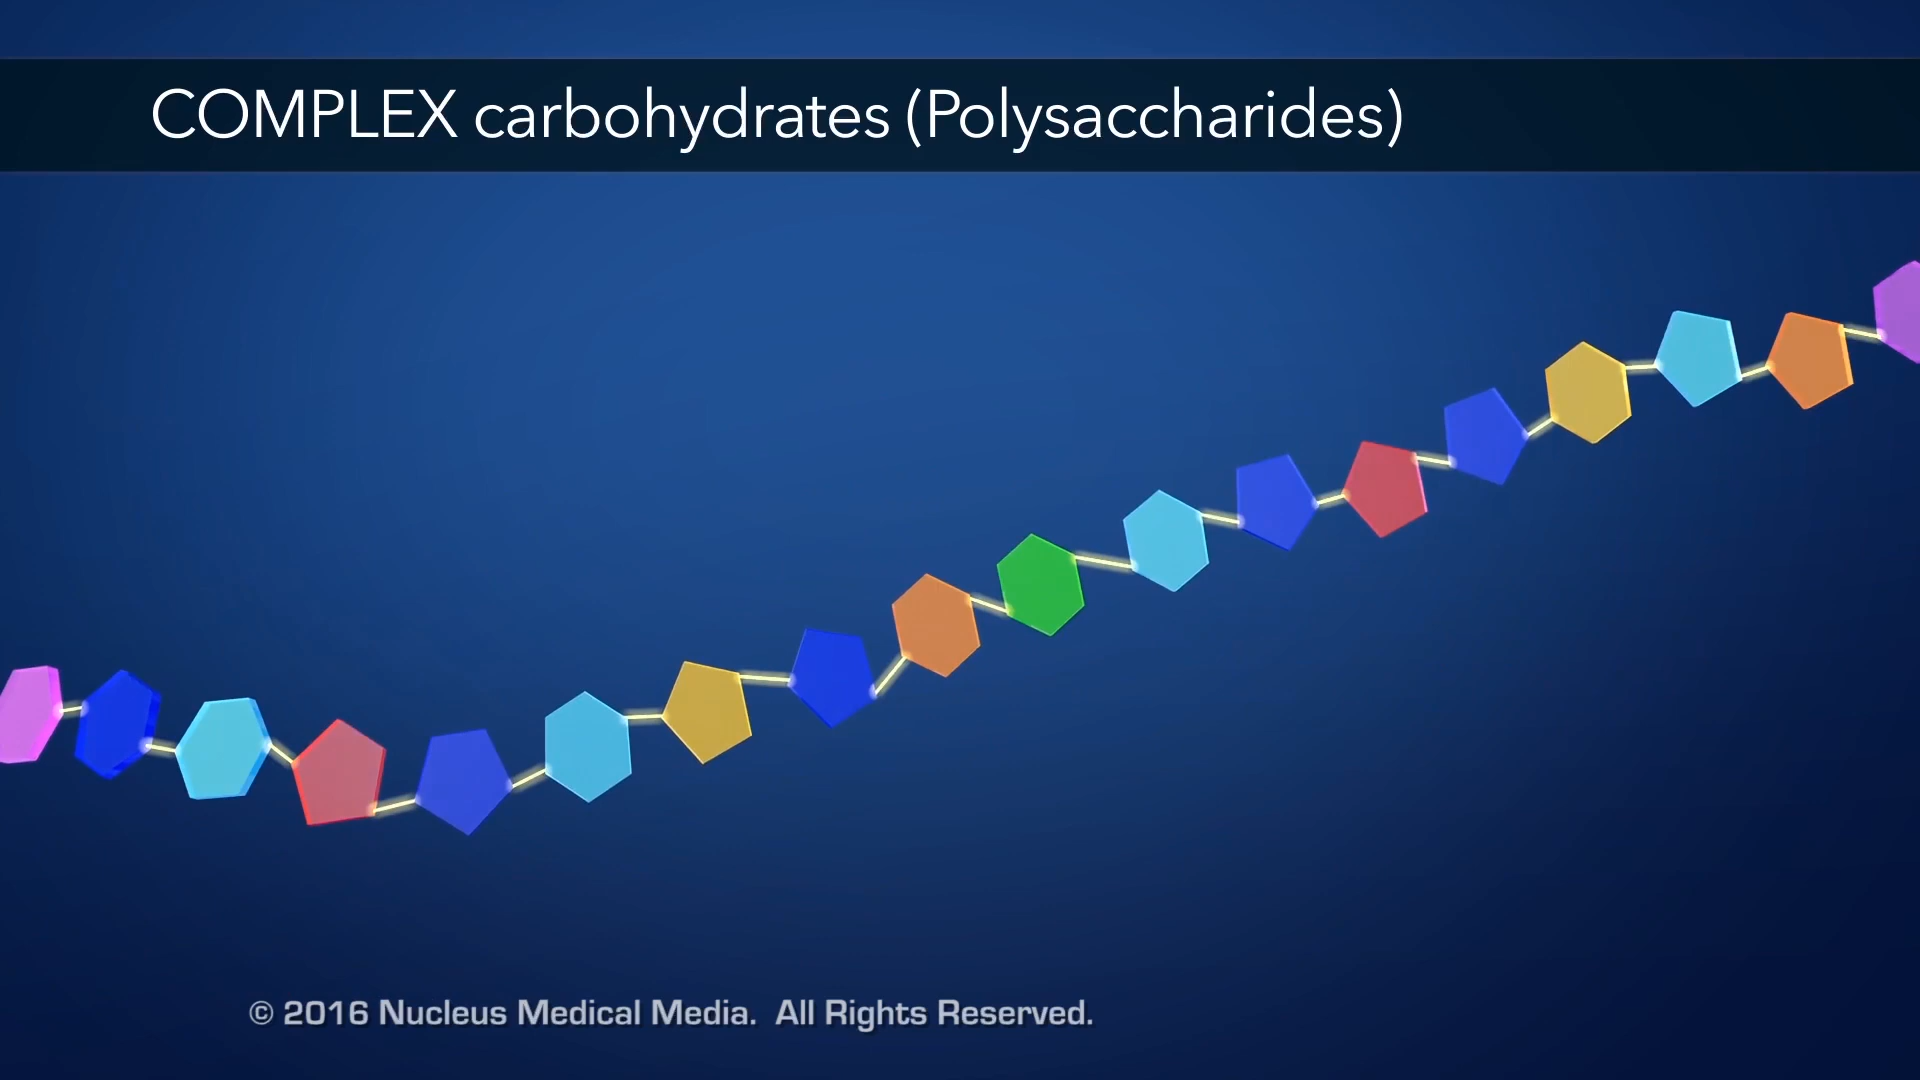 COMPLEX carbohydrates (Polysaccharides)
© 2016 Nucleus Medical Media. All Rights Reserved.